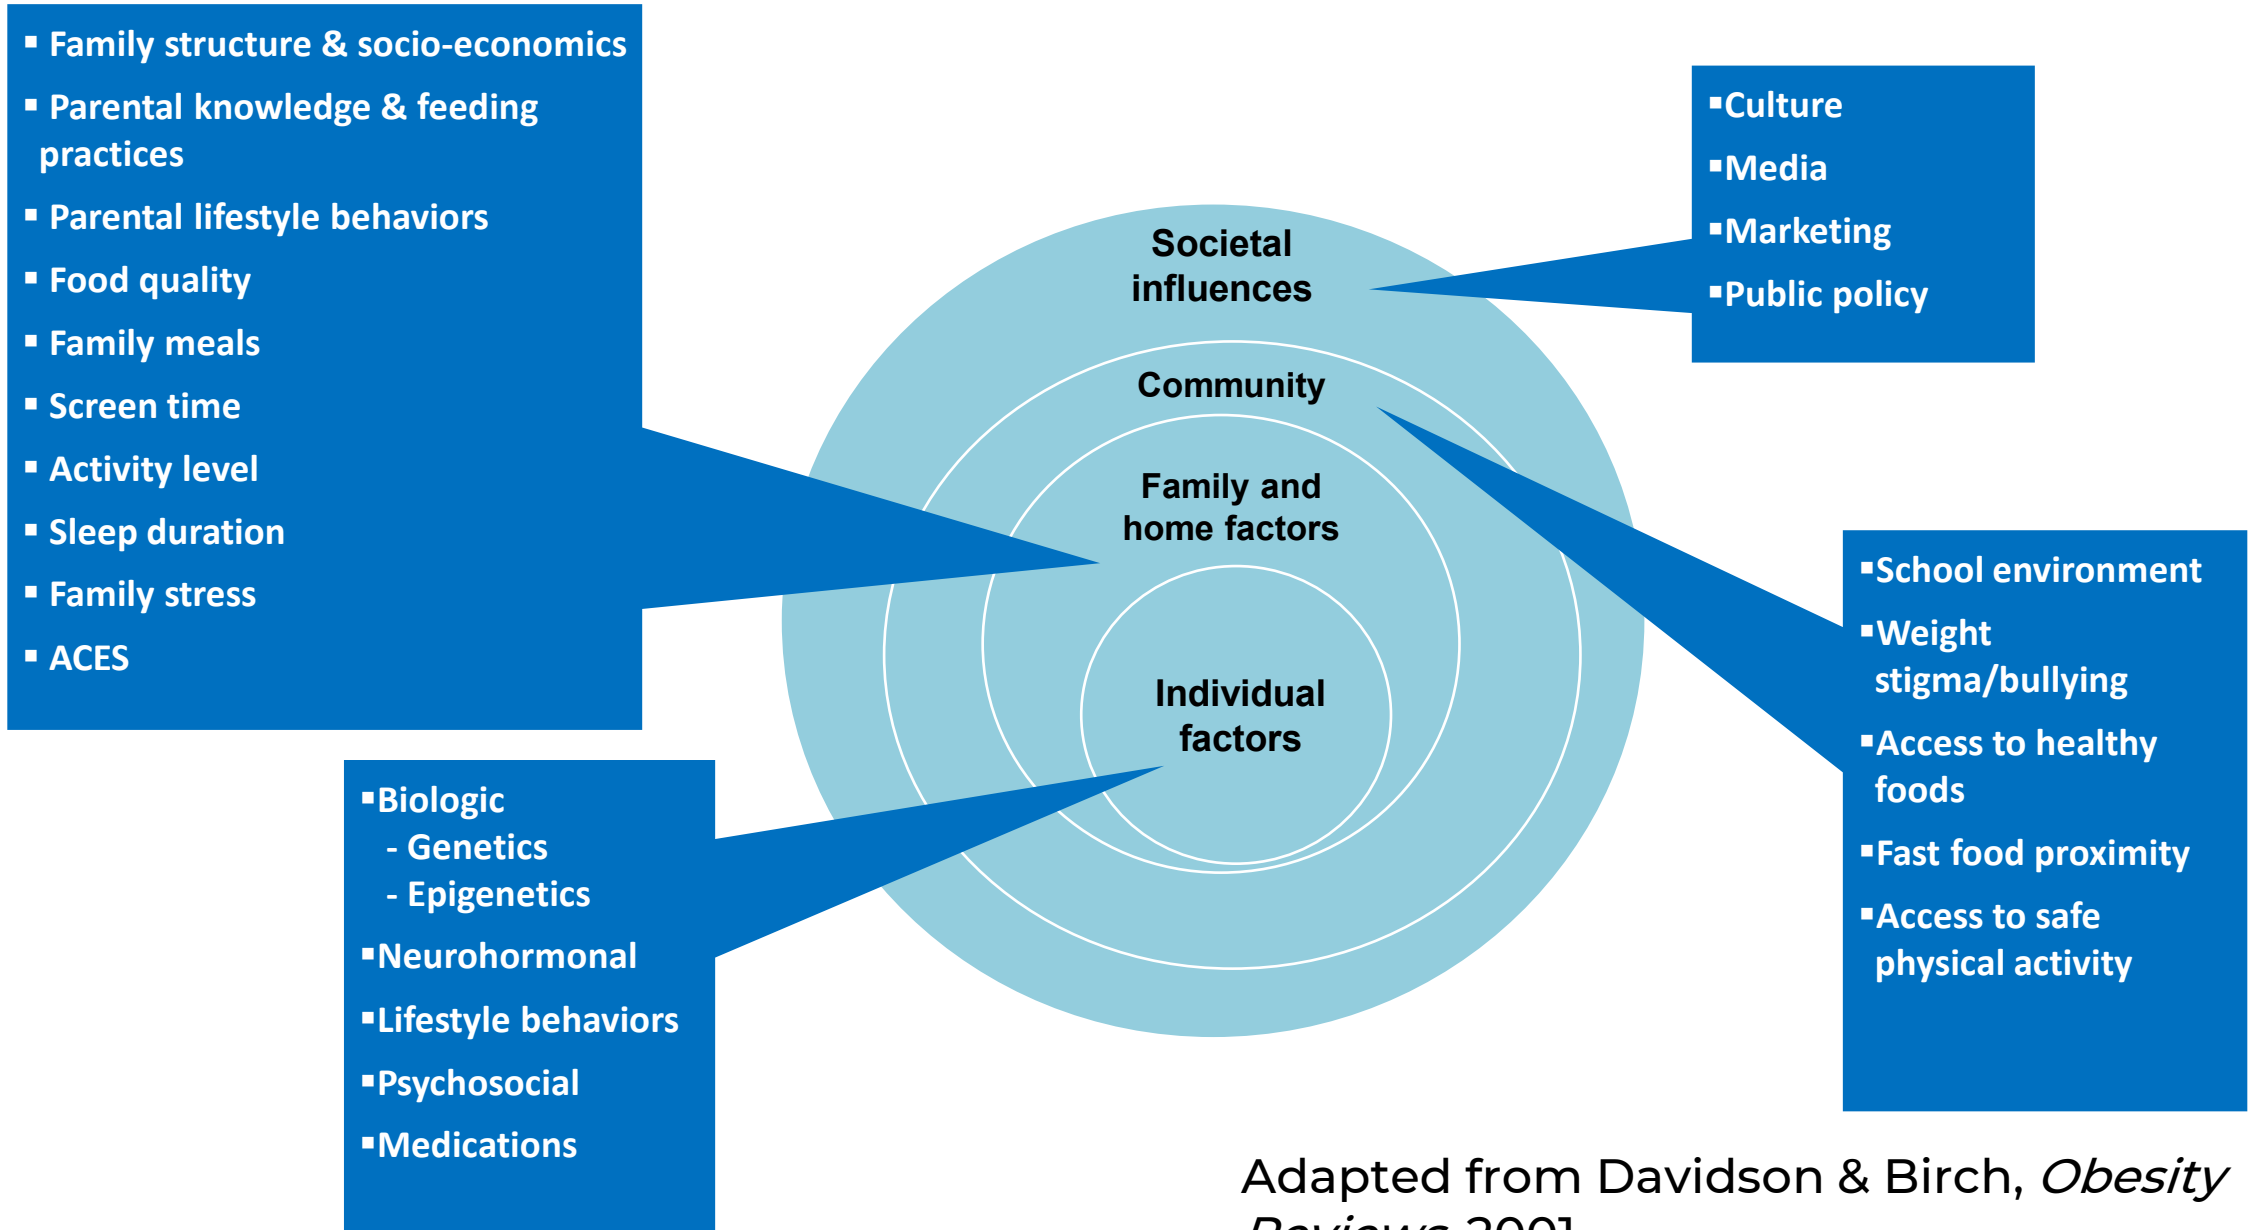 ▪ Family structure & socio-economics
▪ Parental knowledge & feeding
practices
▪ Parental lifestyle behaviors
▪ Food quality
▪ Family meals
▪ Screen time
▪ Activity level
▪ Sleep duration
▪ Family stress
▪ ACES
▪Culture
▪Media
▪Marketing
▪Public policy
Societal
influences
Community
Family and
home factors
Individual
factors
▪School environment
▪Weight
stigma/bullying
▪Access to healthy
foods
▪Fast food proximity
▪Access to safe
physical activity
▪Biologic
- Genetics
- Epigenetics
▪Neurohormonal
▪Lifestyle behaviors
▪Psychosocial
▪Medications
Adapted from Davidson & Birch, Obesity
Reviews 2001